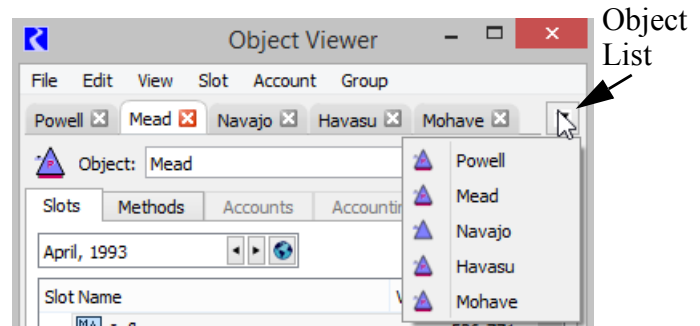 Object
List
Object Viewer
File Edit View Slot Account Group
Powell Mead Navajo Havasu Mohave
Object: Mead
Powell
Mead
Navajo
Havasu
Mohave
Slots Methods Accounts
April, 1993
Slot Name